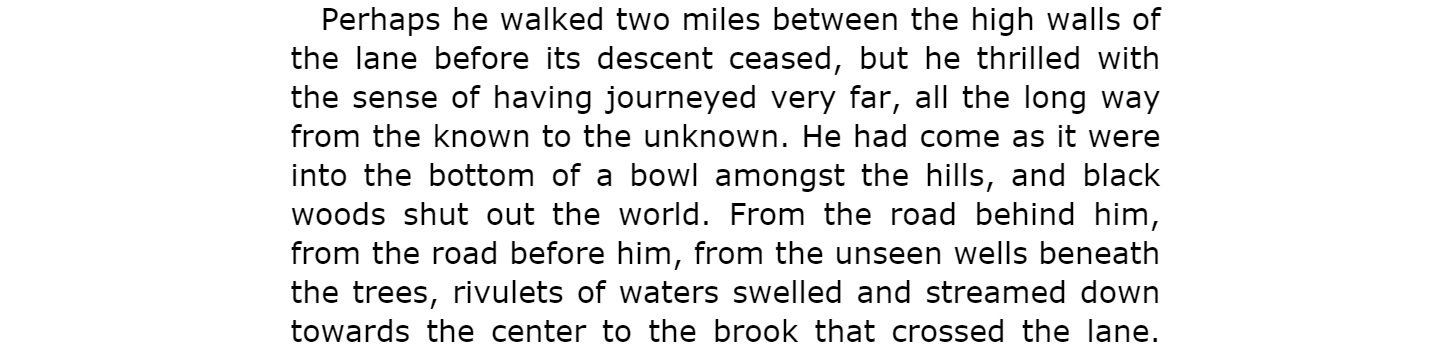 Perhaps he walked two miles between the high walls of
the lane before its descent ceased, but he thrilled with
the sense of having journeyed very far, all the long way
from the known to the unknown. He had come as it were
into the bottom of a bowl amongst the hills, and black
woods shut out the world. From the road behind him,
from the road before him, from the unseen wells beneath
the trees, rivulets of waters swelled and streamed down
towards the center to the brook that crossed the lane.